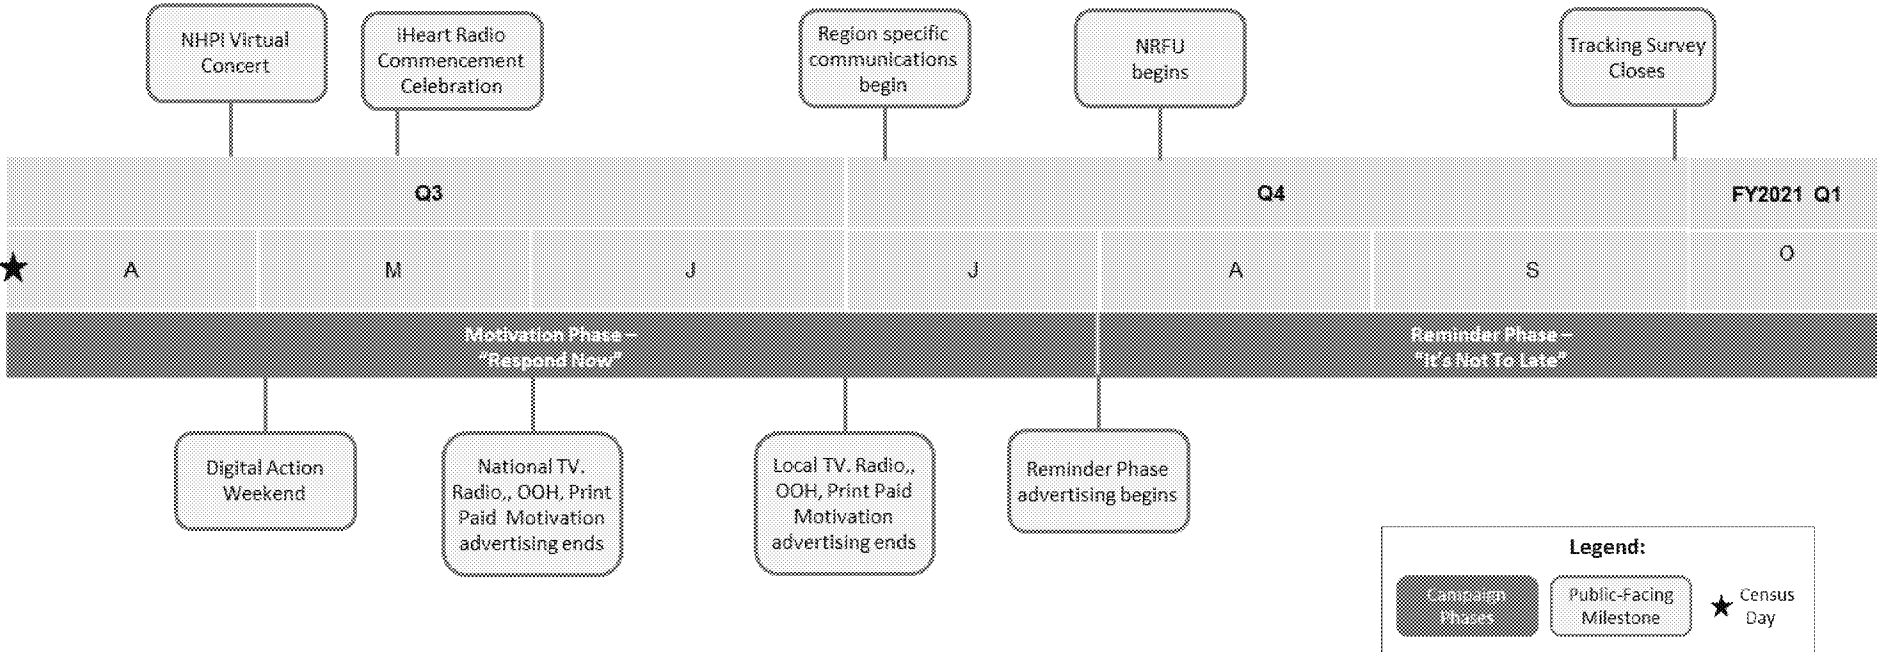 NHPI Virtual
Concert
iHeart Radio
Commencement
Celebration
Region specific
communications
begin
NRFU
begins
Tracking Survey
Closes
Q3
Q4
FY2021 Q1
A
M
J
J
A
S
O
Motivation Phase –
"Respond Now"
Reminder Phase –
"It's Not To Late"
Digital Action
Weekend
National TV.
Radio,, OOH, Print
Paid Motivation
advertising ends
Local TV. Radio,,
OOH, Print Paid
Motivation
advertising ends
Reminder Phase
advertising begins
Legend:
Campaign
Phases
Public-Facing
Milestone
Census
Day